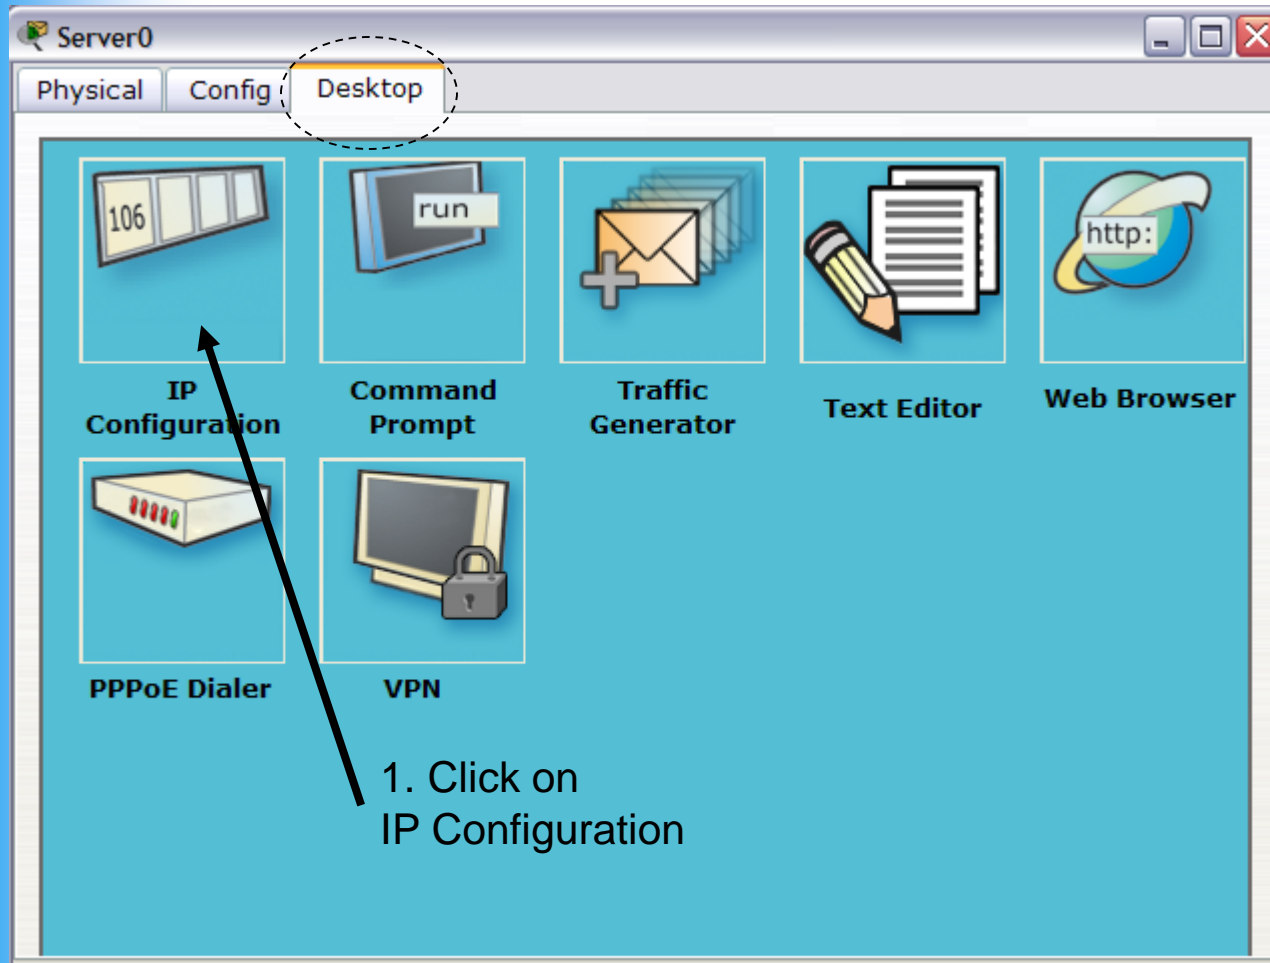 Server0
Physical
Config
Desktop
106
run
http:
IP
Configuration
Command
Prompt
Traffic
Generator
Text Editor
Web Browser
PPPoE Dialer
VPN
1. Click on
IP Configuration